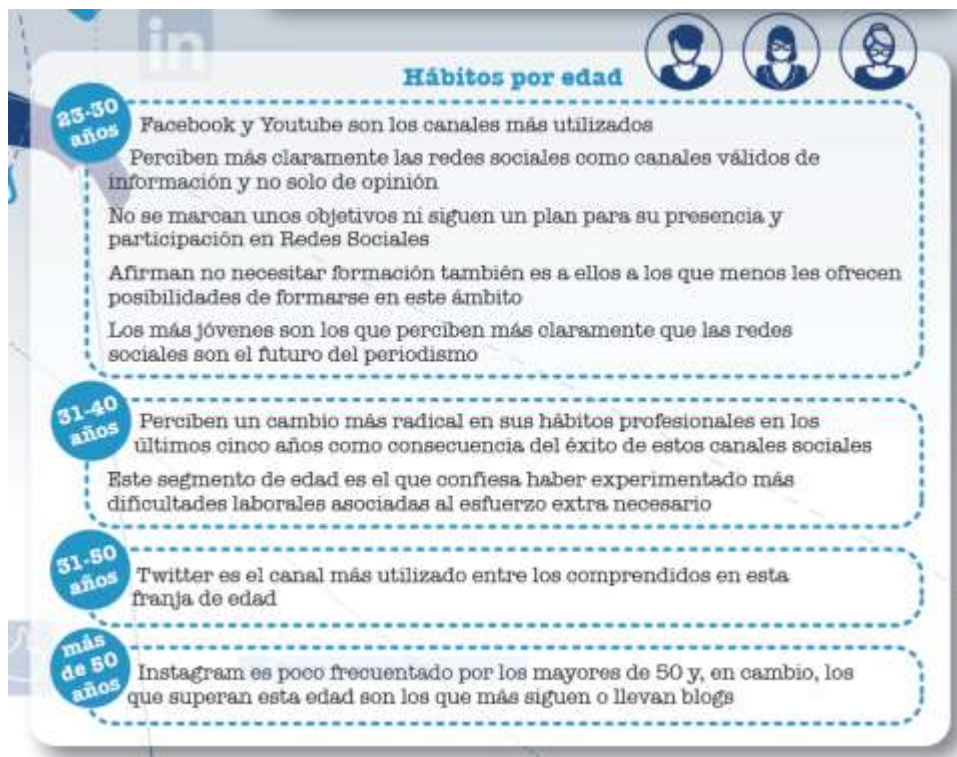 in
Hábitos por edad
23-30
años
Facebook y Youtube son los canales más utilizados
Perciben más claramente las redes sociales como canales válidos de
información y no solo de opinión
No se marcan unos objetivos ni siguen un plan para su presencia y
participación en Redes Sociales
Afirman no necesitar formación también es a ellos a los que menos les ofrecen
posibilidades de formarse en este ámbito
Los más jóvenes son los que perciben más claramente que las redes
sociales son el futuro del periodismo
31-40
años
Perciben un cambio más radical en sus hábitos profesionales en los
últimos cinco años como consecuencia del éxito de estos canales sociales
Este segmento de edad es el que confiesa haber experimentado más
dificultades laborales asociadas al esfuerzo extra necesario
31-50
años
Twitter es el canal más utilizado entre los comprendidos en esta
franja de edad
más
de 50
años
Instagram es poco frecuentado por los mayores de 50 y, en cambio, los
que superan esta edad son los que más siguen o llevan blogs